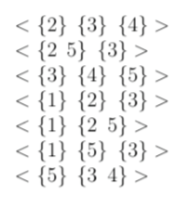 < {2} {3} {4} >
< {2 5} {3} >
< {3} {4} {5} >
< {1} {2} {3} >
< {1} {2 5} >
< {1} {5} {3} >
< {5} {3 4} >